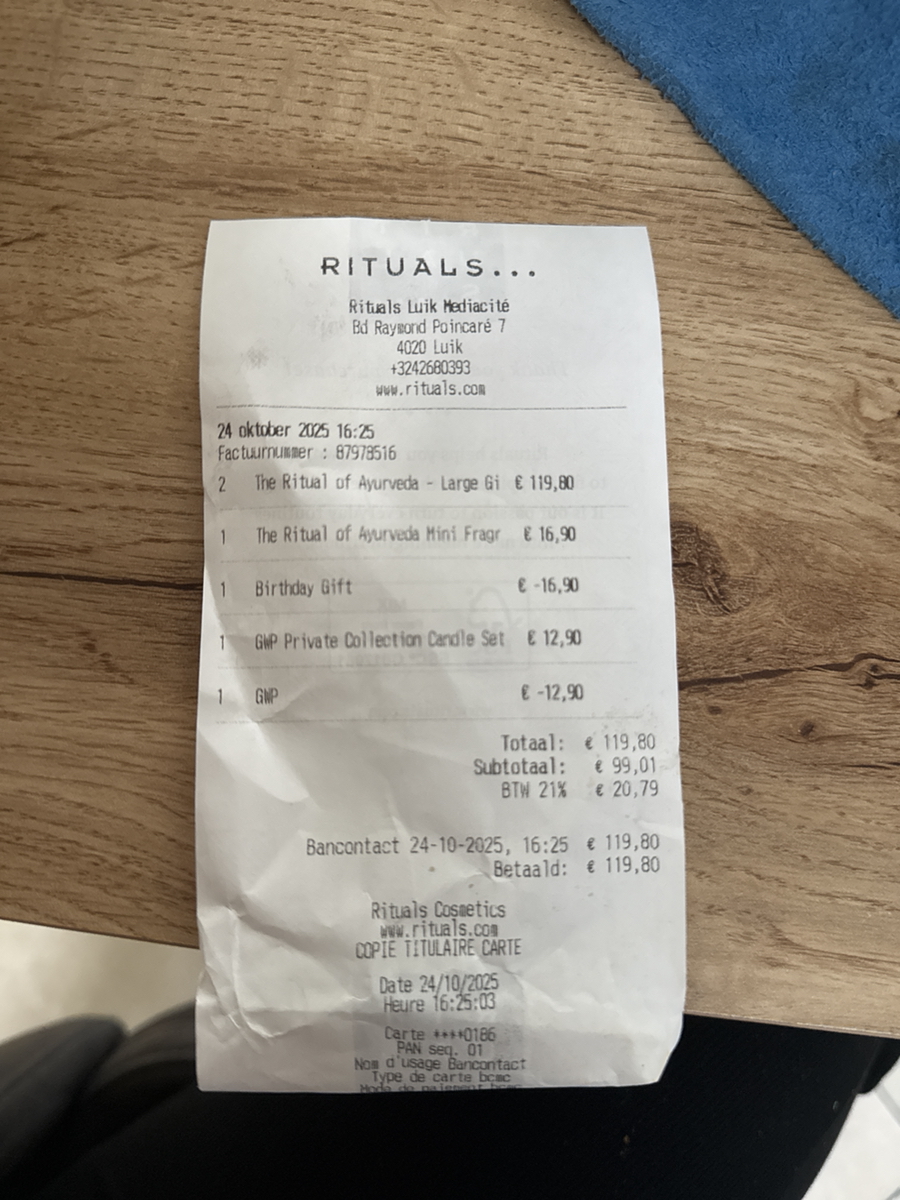 RITUALS...
Rituals Luik Mediacité
Bd Raymond Poincaré 7
4020 Luik
+3242680393
www.rituals.com
24 oktober 2025 16:25
Factuurnummer : 87978516
2 The Ritual of Ayurveda - Large Gi € 119,80
1 The Ritual of Ayurveda Mini Fragr € 16,90
1 Birthday Gift € -16,90
1 GWP Private Collection Candle Set € 12,90
1 GWP € -12,90
Totaal: € 119,80
Subtotaal: € 99,01
BTW 21% € 20,79
Bancontact 24-10-2025, 16:25 € 119,80
Betaald: € 119,80
Rituals Cosmetics
www.rituals.com
COPIE TITULAIRE CARTE
Date 24/10/2025
Heure 16:25:03
Carte ****0186
PAN seq. 01
Nom d'usage Bancontact
Type de carte bcmc
Mode de paiement bcmc